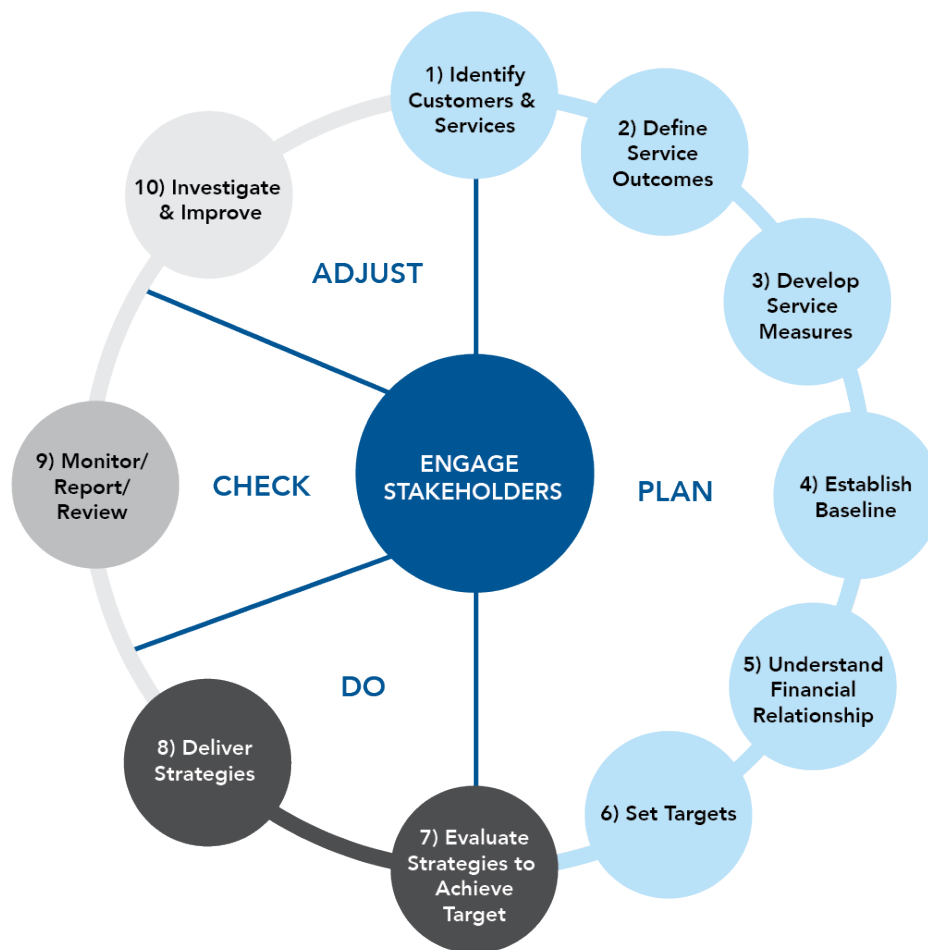 1) Identify
Customers &
Services
2) Define
Service
Outcomes
3) Develop
Service
Measures
4) Establish
Baseline
5) Understand
Financial
Relationship
6) Set Targets
7) Evaluate
Strategies to
Achieve
Target
8) Deliver
Strategies
9) Monitor/
Report/
Review
10) Investigate
& Improve
ADJUST
CHECK
DO
PLAN
ENGAGE
STAKEHOLDERS